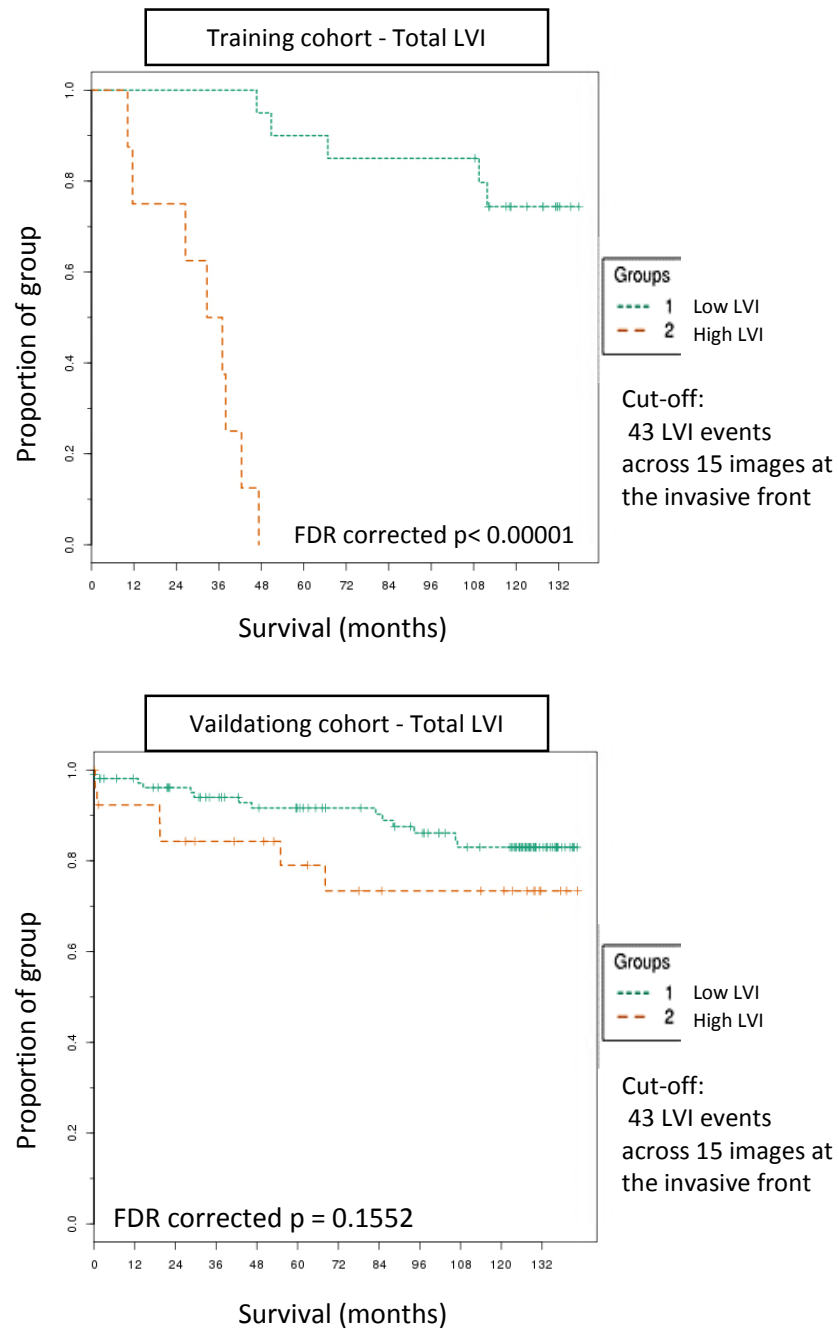 Training cohort - Total LVI
1.0
0.8
0.6
0.4
0.2
0.0
Proportion of group
FDR corrected p< 0.00001
0 12 24 36 48 60 72 84 96 108 120 132
Survival (months)
Groups
1 Low LVI
2 High LVI
Cut-off:
43 LVI events
across 15 images at
the invasive front
Vaildationg cohort - Total LVI
1.0
0.8
0.6
0.4
0.2
0.0
Proportion of group
FDR corrected p = 0.1552
0 12 24 36 48 60 72 84 96 108 120 132
Survival (months)
Groups
1 Low LVI
2 High LVI
Cut-off:
43 LVI events
across 15 images at
the invasive front